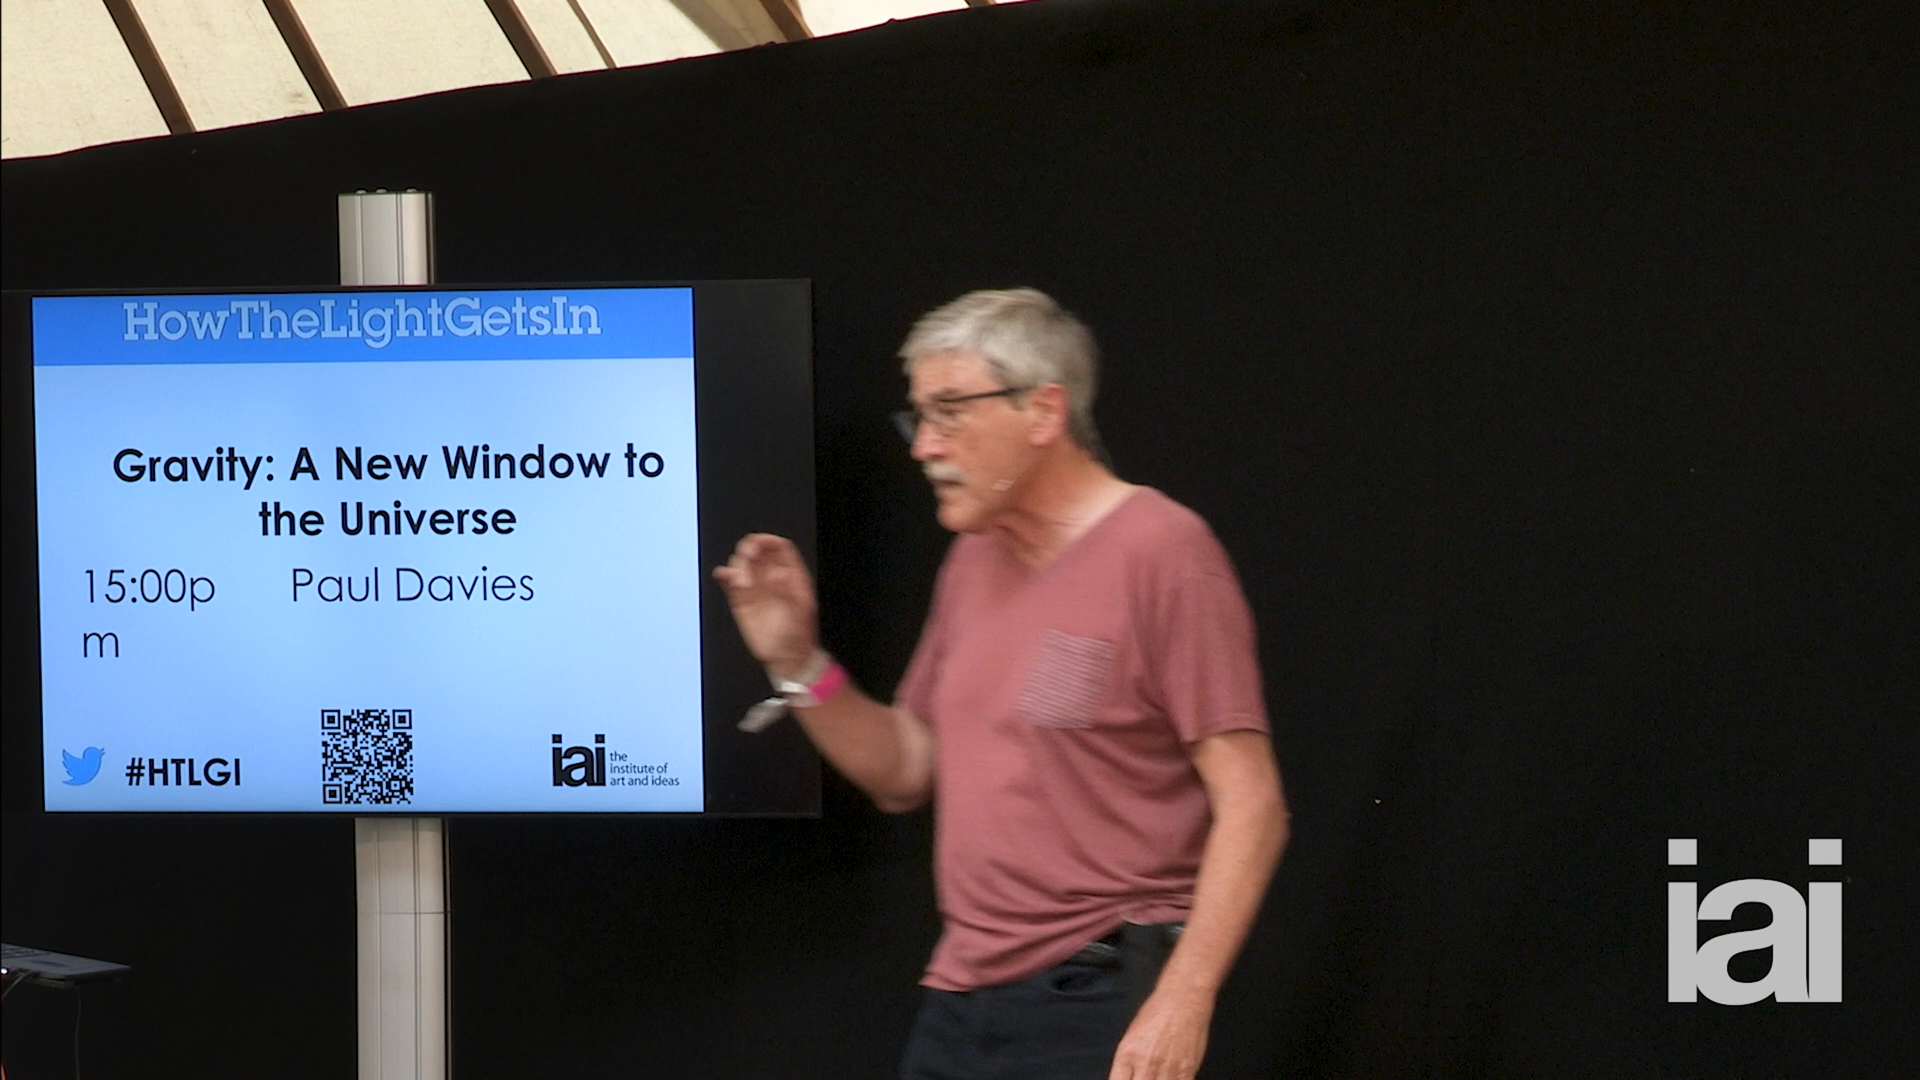 HowTheLightGetsIn
Gravity: A New Window to
the Universe
15:00p
m
Paul Davies
#HTLGI
iai
the
institute of
art and ideas
iai